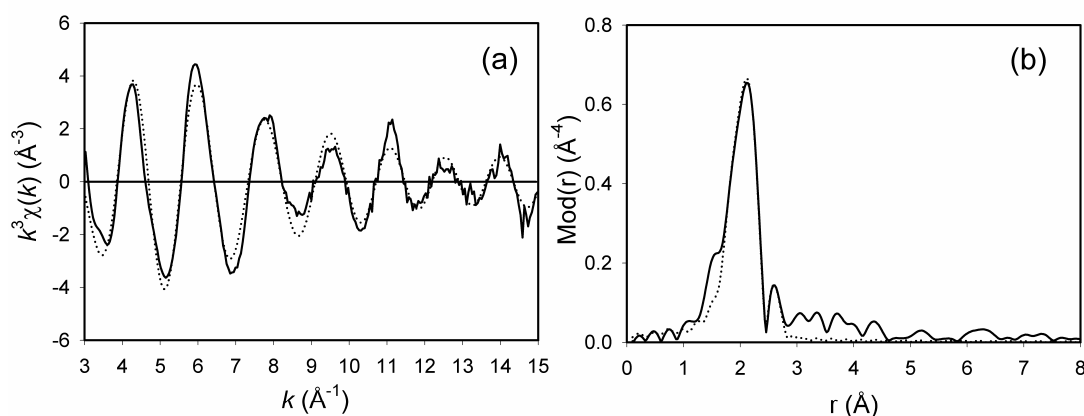 (a)
6
4
2
0
-2
-4
-6
k³χ(k) (Å⁻³)
3 4 5 6 7 8 9 10 11 12 13 14 15
k (Å⁻¹)
(b)
0.8
0.6
0.4
0.2
0.0
Mod(r) (Å⁻⁴)
0 1 2 3 4 5 6 7 8
r (Å)